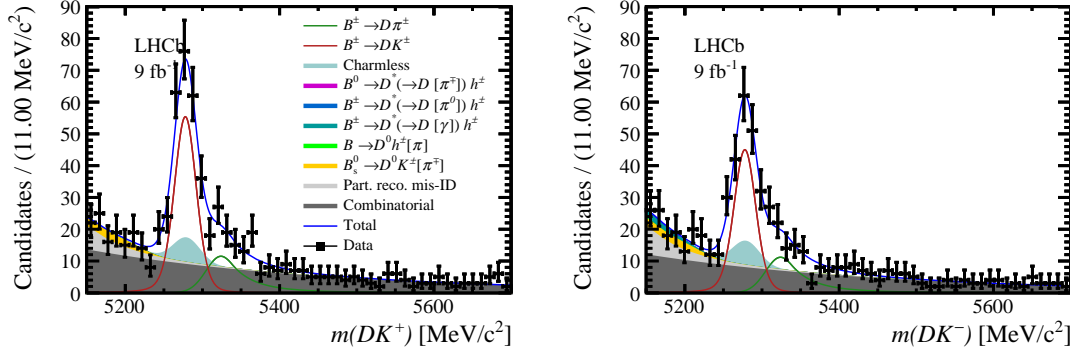 Candidates / (11.00 MeV/c²)
90
80
70
60
50
40
30
20
10
0
LHCb
9 fb⁻¹
B± → Dπ±
B± → DK±
Charmless
B⁰ → D*(→ D [π∓]) h±
B± → D*(→ D [π⁰]) h±
B± → D*(→ D [γ]) h±
B → D⁰h±[π]
B⁰ₛ → D⁰K±[π∓]
Part. reco. mis-ID
Combinatorial
Total
Data
5200
5400
5600
m(DK⁺) [MeV/c²]
Candidates / (11.00 MeV/c²)
90
80
70
60
50
40
30
20
10
0
LHCb
9 fb⁻¹
5200
5400
5600
m(DK⁻) [MeV/c²]